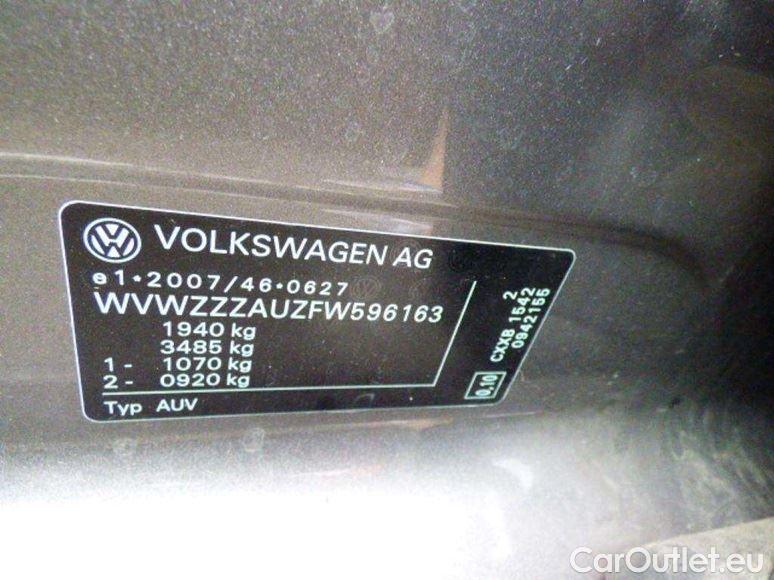 VOLKSWAGEN AG
e1*2007/46*0627
WVWZZZAUZFW596163
1940 kg
3485 kg
1 - 1070 kg
2 - 0920 kg
Typ AUV
2
CXXB 1542
0942155
0,10
CarOutlet.eu